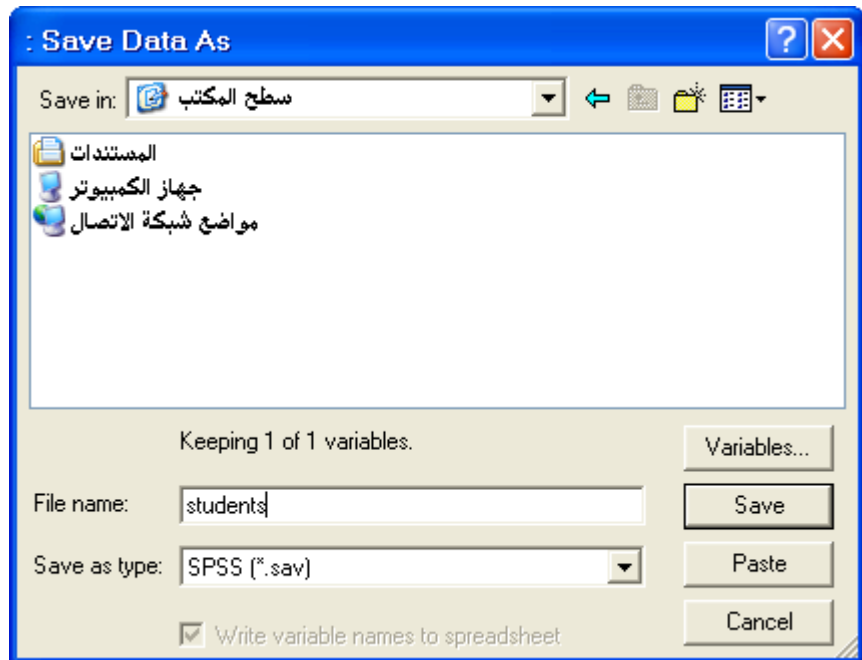 : Save Data As
Save in: سطح المكتب
المستندات
جهاز الكمبيوتر
مواضع شبكة الاتصال
Keeping 1 of 1 variables.
Variables...
File name: students
Save
Save as type: SPSS (*.sav)
Paste
Write variable names to spreadsheet
Cancel